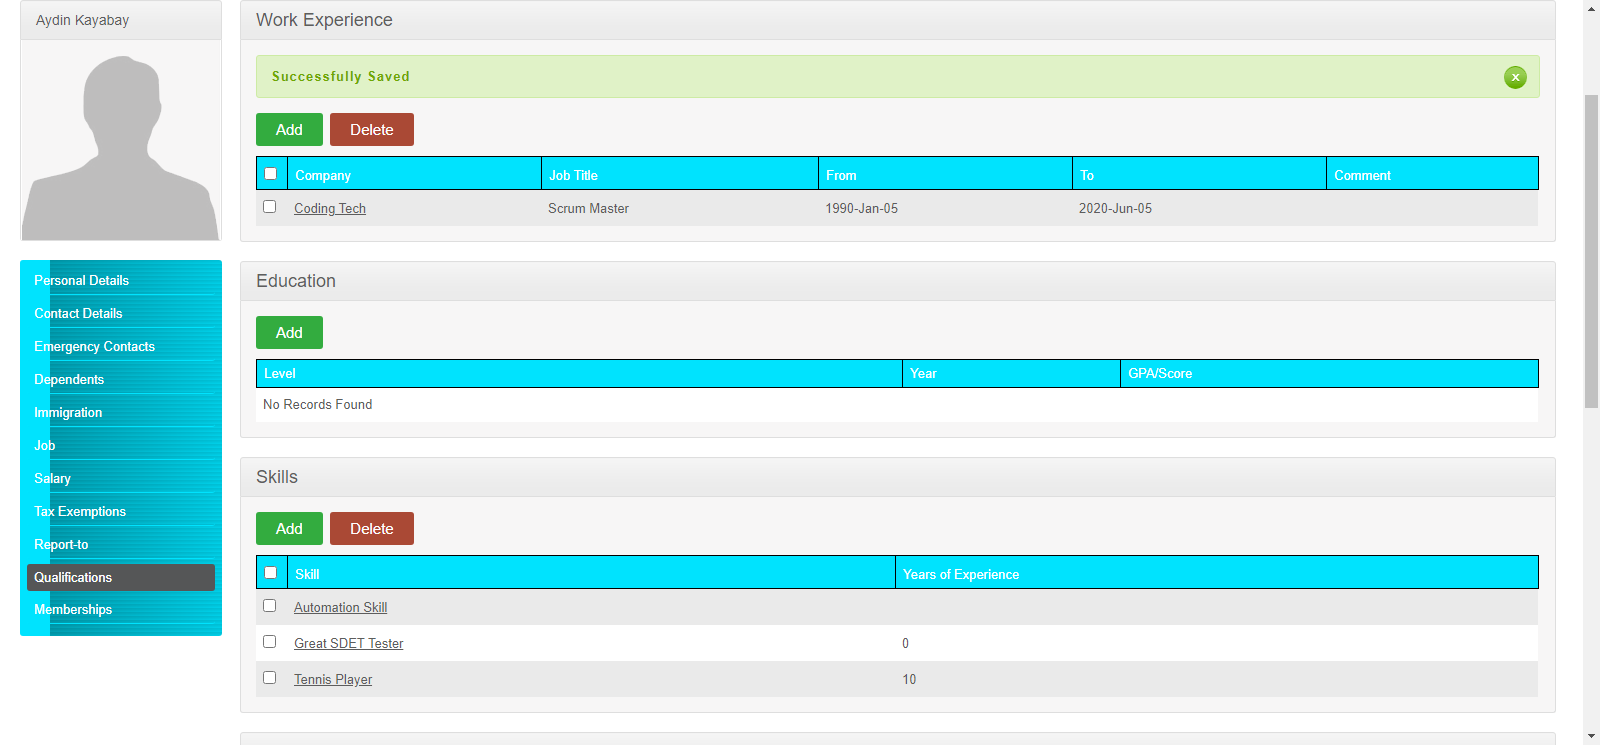 Aydin Kayabay
Personal Details
Contact Details
Emergency Contacts
Dependents
Immigration
Job
Salary
Tax Exemptions
Report-to
Qualifications
Memberships
Work Experience
Successfully Saved
x
Add Delete
Company Job Title From To Comment
Coding Tech Scrum Master 1990-Jan-05 2020-Jun-05
Education
Add
Level Year GPA/Score
No Records Found
Skills
Add Delete
Skill Years of Experience
Automation Skill
Great SDET Tester 0
Tennis Player 10